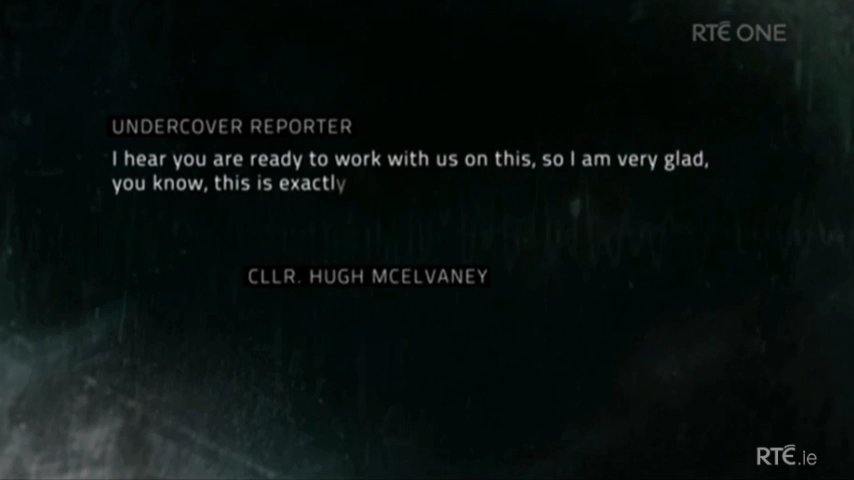 RTÉ ONE
UNDERCOVER REPORTER
I hear you are ready to work with us on this, so I am very glad,
you know, this is exactly
CLLR. HUGH MCELVANEY
RTÉ.ie